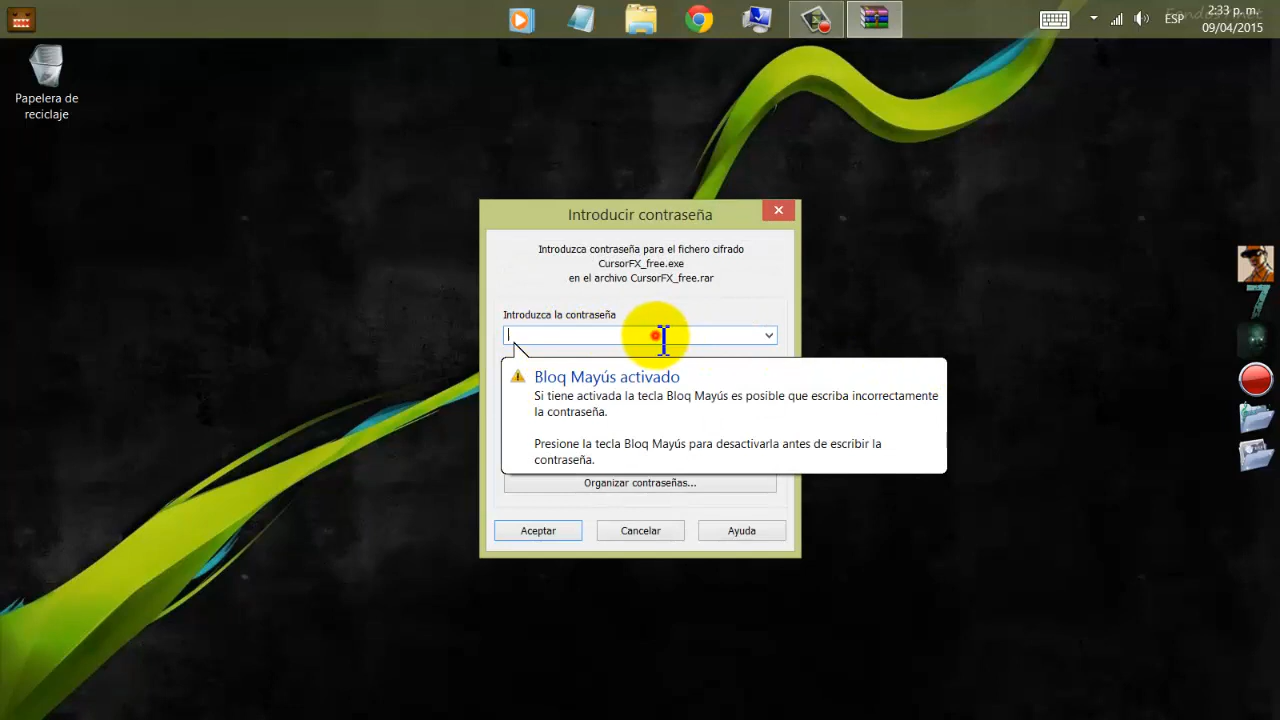 2:33 p. m.
ESP
09/04/2015
Papelera de
reciclaje
Introducir contraseña
Introduzca contraseña para el fichero cifrado
CursorFX_free.exe
en el archivo CursorFX_free.rar
Introduzca la contraseña
Bloq Mayús activado
Si tiene activada la tecla Bloq Mayús es posible que escriba incorrectamente
la contraseña.
Presione la tecla Bloq Mayús para desactivarla antes de escribir la
contraseña.
Organizar contraseñas...
Aceptar
Cancelar
Ayuda
7